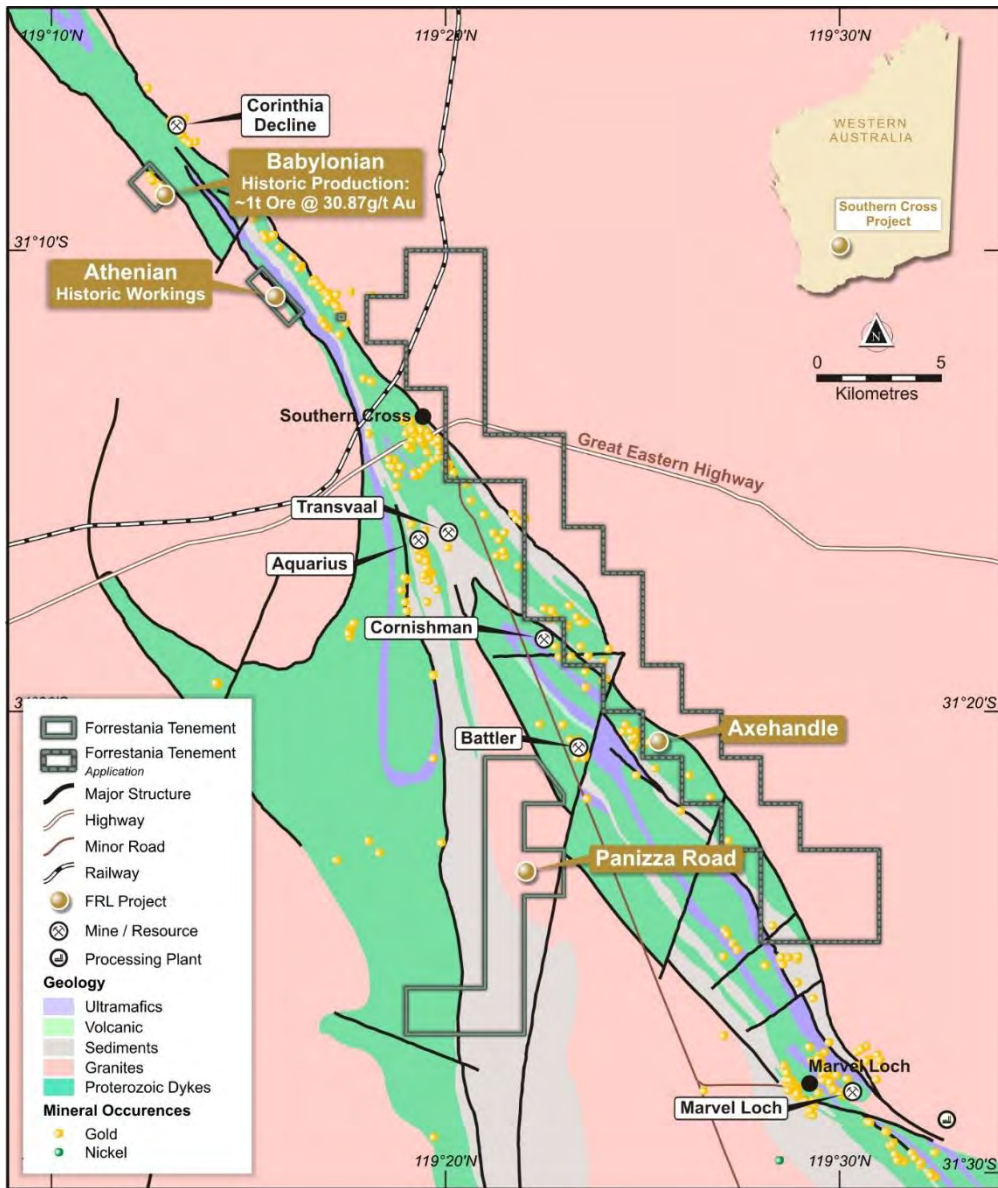 119°10'N
119°20'N
119°30'N
Corinthia
Decline
Babylonian
Historic Production:
~1t Ore @ 30.87g/t Au
WESTERN
AUSTRALIA
Southern Cross
Project
31°10'S
Athenian
Historic Workings
N
0 5
Kilometres
Southern Cross
Great Eastern Highway
Transvaal
Aquarius
Cornishman
31°20'S
Axehandle
Battler
Panizza Road
Marvel Loch
Marvel Loch
Forrestania Tenement
Forrestania Tenement
Application
Major Structure
Highway
Minor Road
Railway
FRL Project
Mine / Resource
Processing Plant
Geology
Ultramafics
Volcanic
Sediments
Granites
Proterozoic Dykes
Mineral Occurences
Gold
Nickel
119°20'N
119°30'N
31°30'S